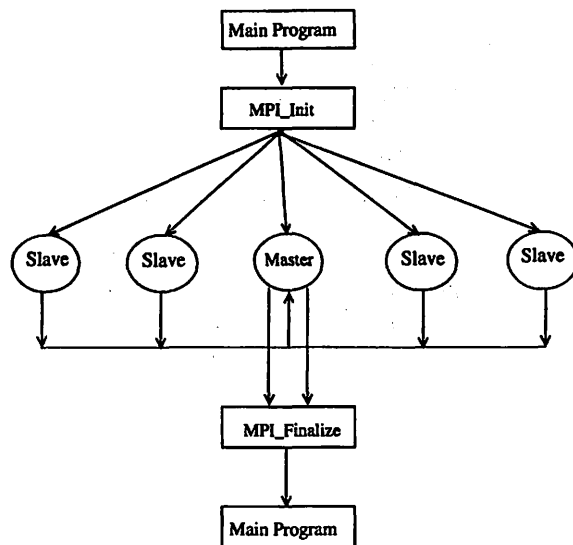 Main Program
MPI_Init
Slave
Slave
Master
Slave
Slave
MPI_Finalize
Main Program